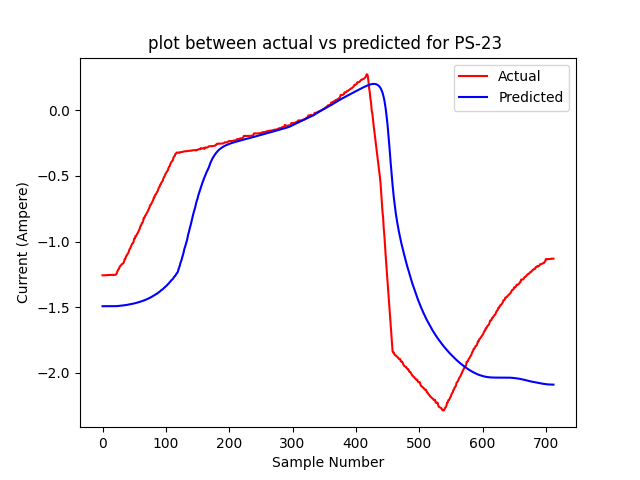 plot between actual vs predicted for PS-23
Actual
Predicted
0.0
−0.5
−1.0
−1.5
−2.0
Current (Ampere)
0 100 200 300 400 500 600 700
Sample Number